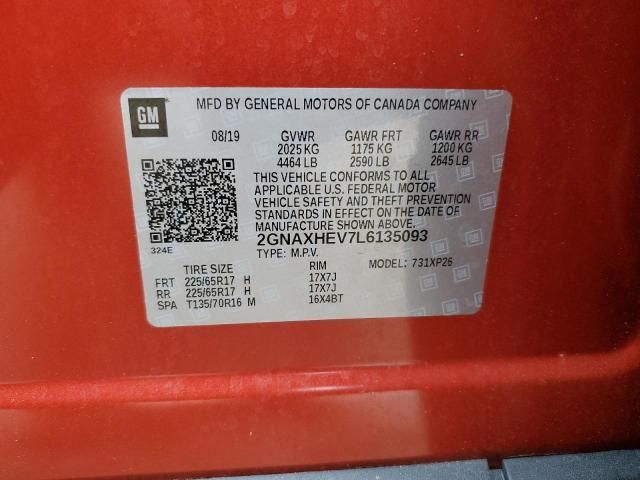 GM
MFD BY GENERAL MOTORS OF CANADA COMPANY
08/19 GVWR GAWR FRT GAWR RR
2025 KG 1175 KG 1200 KG
4464 LB 2590 LB 2645 LB
THIS VEHICLE CONFORMS TO ALL
APPLICABLE U.S. FEDERAL MOTOR
VEHICLE SAFETY AND THEFT PREVENTION
STANDARDS IN EFFECT ON THE DATE OF
MANUFACTURE SHOWN ABOVE.
2GNAXHEV7L6135093
324E
TYPE: M.P.V. MODEL: 731XP26
TIRE SIZE RIM
FRT 225/65R17 H 17X7J
RR 225/65R17 H 17X7J
SPA T135/70R16 M 16X4BT